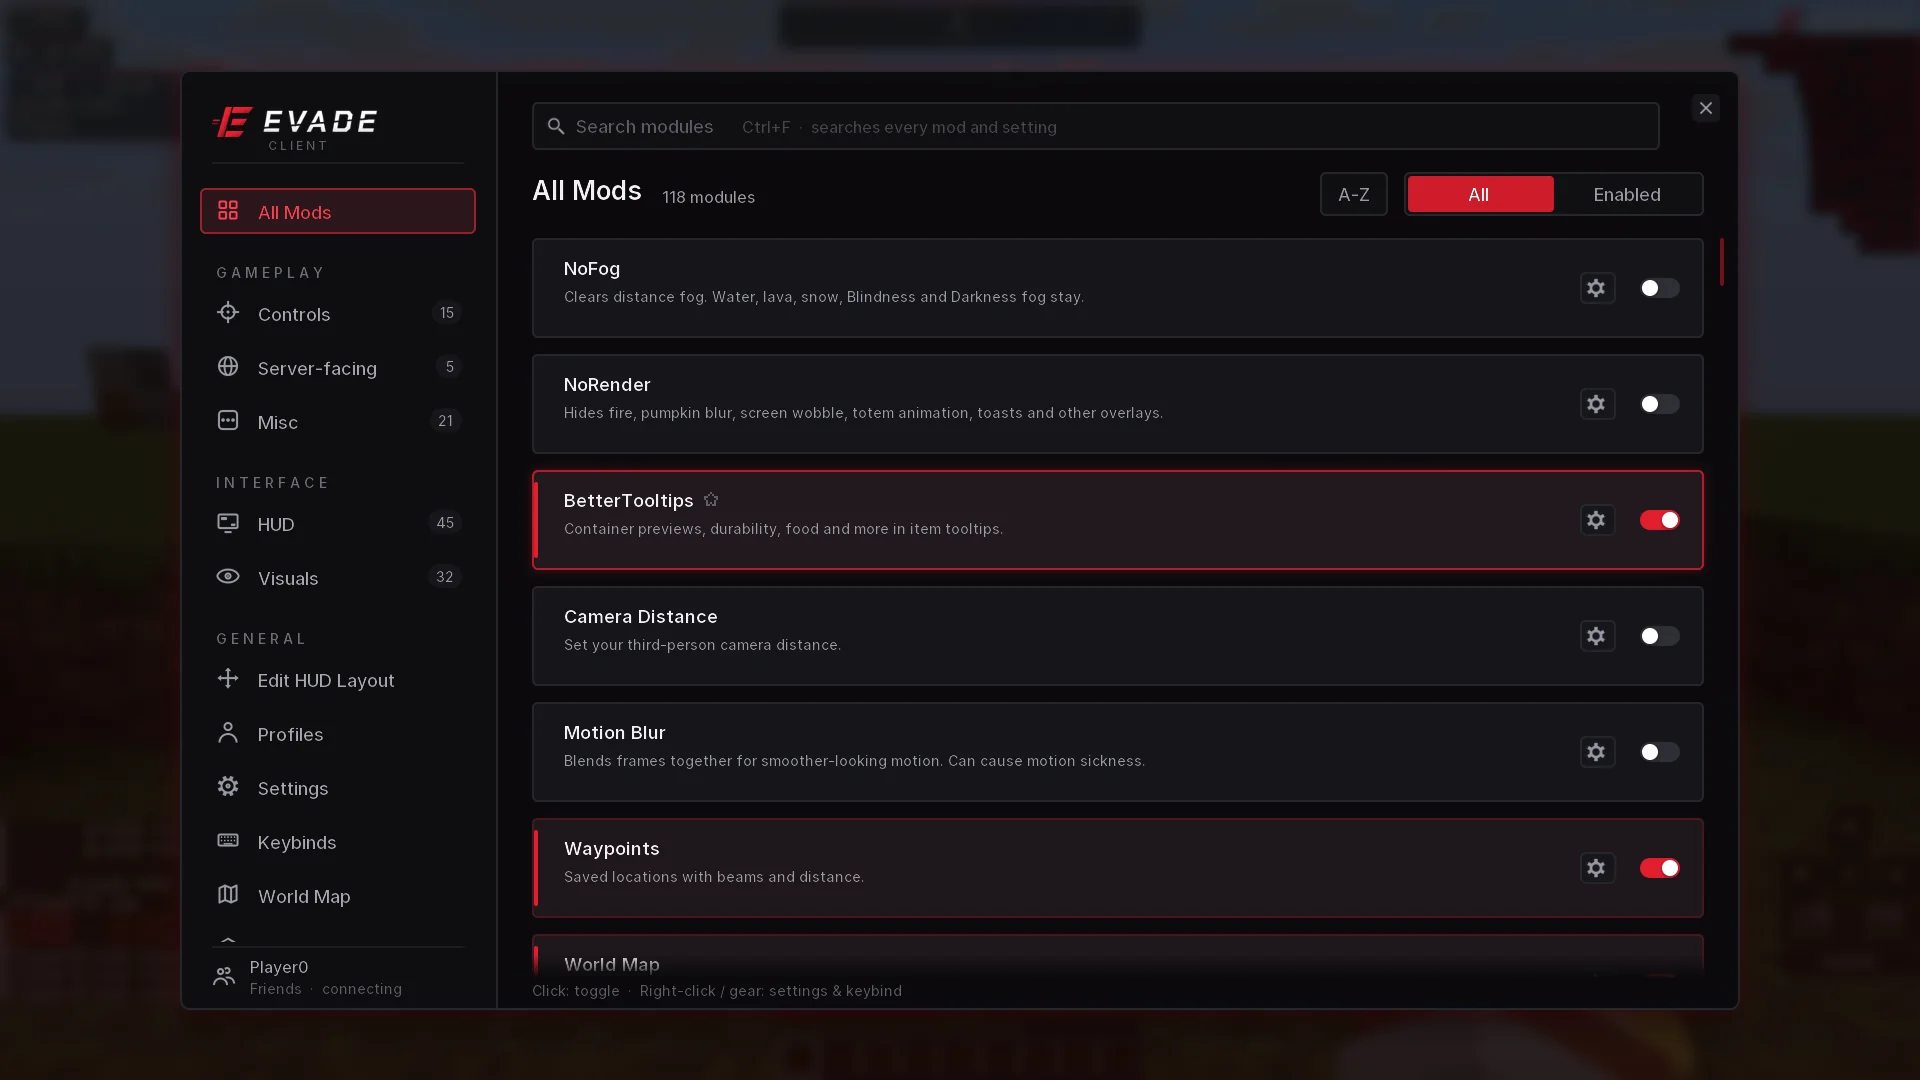 EVADE
CLIENT
All Mods
GAMEPLAY
Controls 15
Server-facing 5
Misc 21
INTERFACE
HUD 45
Visuals 32
GENERAL
Edit HUD Layout
Profiles
Settings
Keybinds
World Map
Player0
Friends · connecting
Search modules Ctrl+F · searches every mod and setting
All Mods 118 modules
A-Z All Enabled
NoFog
Clears distance fog. Water, lava, snow, Blindness and Darkness fog stay.
NoRender
Hides fire, pumpkin blur, screen wobble, totem animation, toasts and other overlays.
BetterTooltips
Container previews, durability, food and more in item tooltips.
Camera Distance
Set your third-person camera distance.
Motion Blur
Blends frames together for smoother-looking motion. Can cause motion sickness.
Waypoints
Saved locations with beams and distance.
World Map
Click: toggle · Right-click / gear: settings & keybind